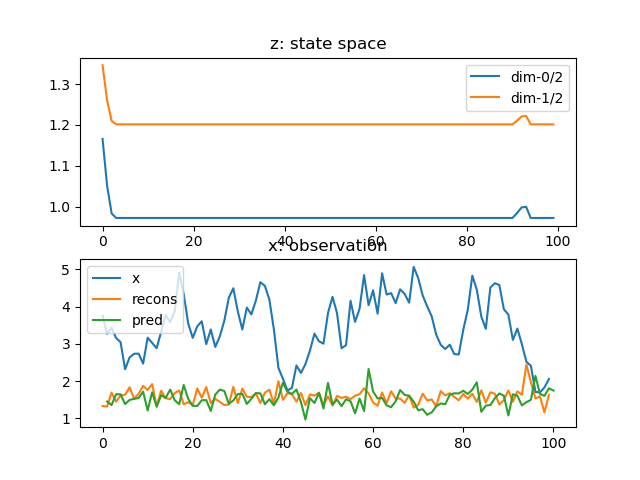 z: state space
1.3
1.2
1.1
1.0
dim-0/2
dim-1/2
0 20 40 60 80 100
x: observation
5
4
3
2
1
x
recons
pred
0 20 40 60 80 100